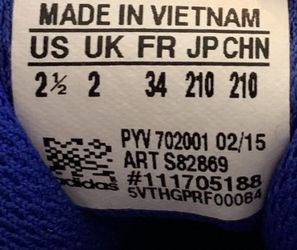 MADE IN VIETNAM
US UK FR JP CHN
2½ 2 34 210 210
PYV 702001 02/15
ART S82869
#111705188
adidas
5VTHGPRF00084